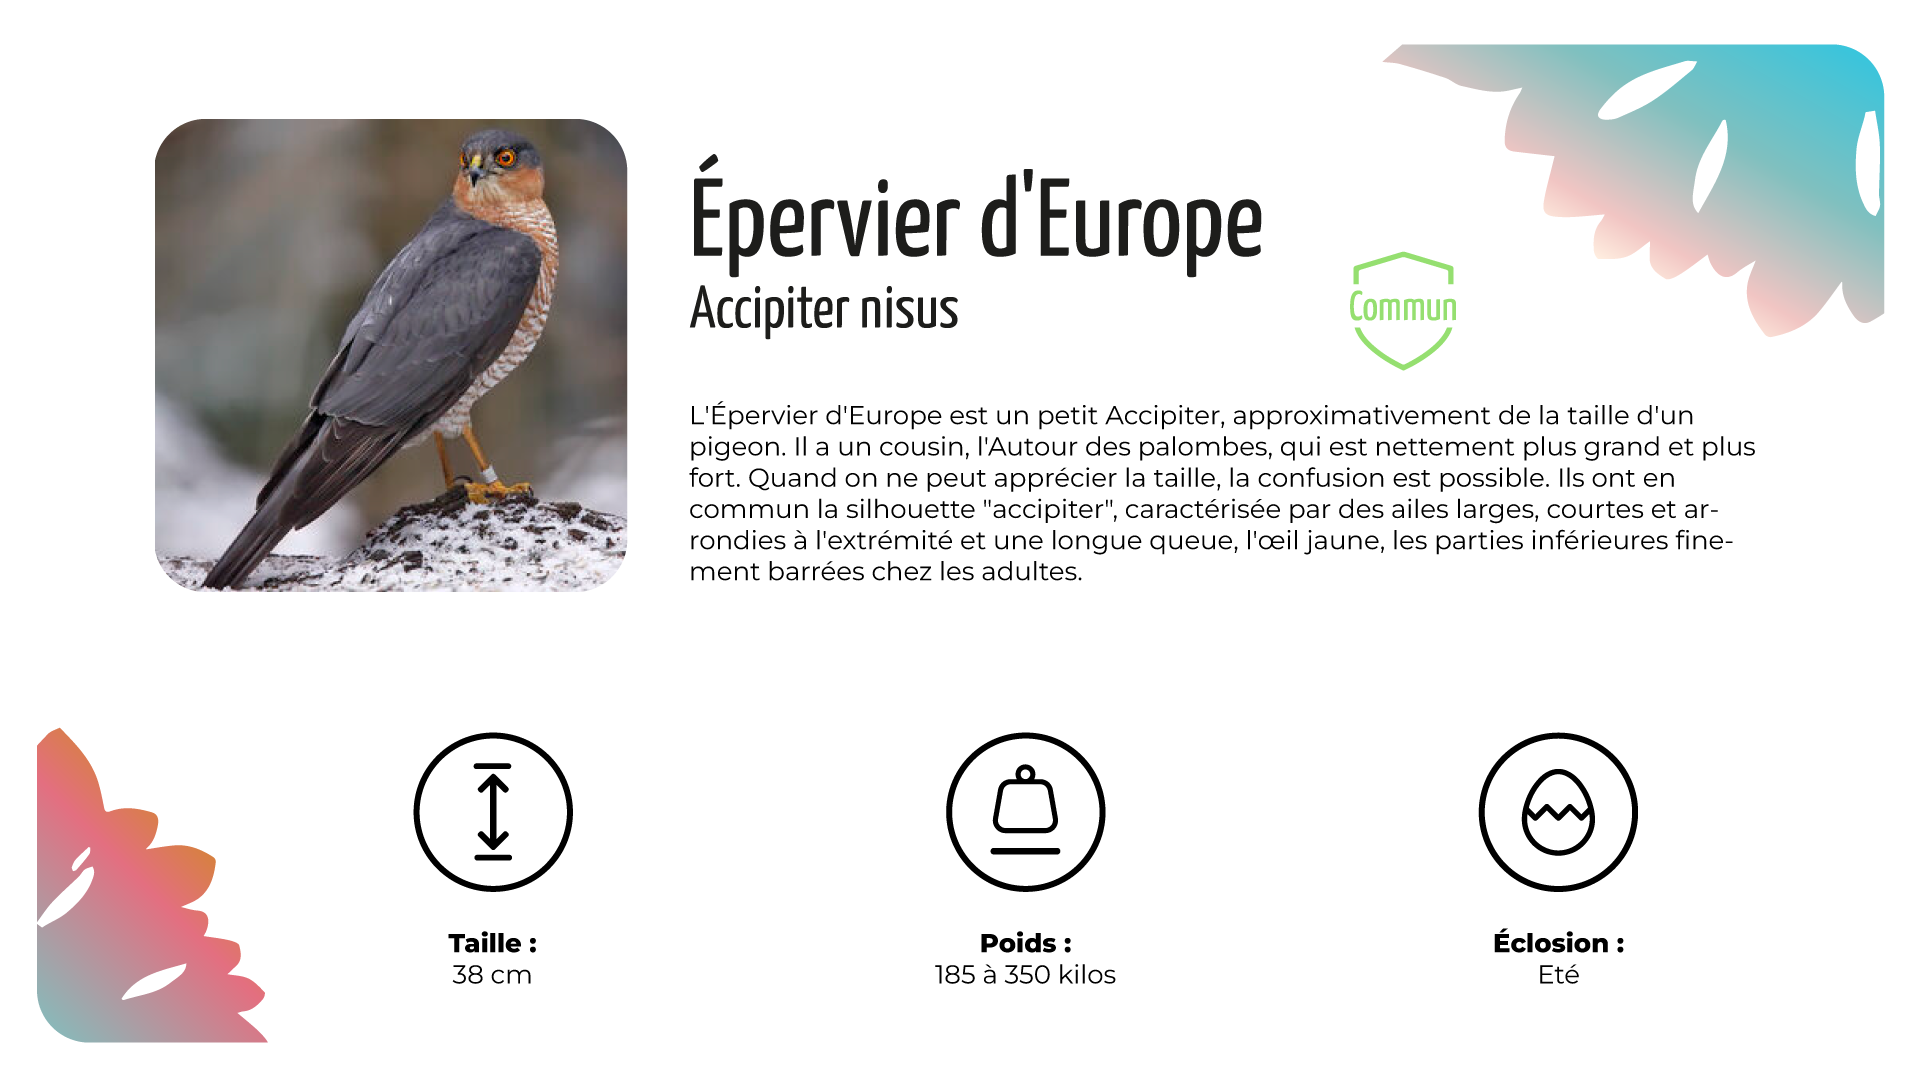 Épervier d'Europe
Accipiter nisus
Commun
L'Épervier d'Europe est un petit Accipiter, approximativement de la taille d'un
pigeon. Il a un cousin, l'Autour des palombes, qui est nettement plus grand et plus
fort. Quand on ne peut apprécier la taille, la confusion est possible. Ils ont en
commun la silhouette "accipiter", caractérisée par des ailes larges, courtes et ar-
rondies à l'extrémité et une longue queue, l'œil jaune, les parties inférieures fine-
ment barrées chez les adultes.
Taille :
38 cm
Poids :
185 à 350 kilos
Éclosion :
Eté